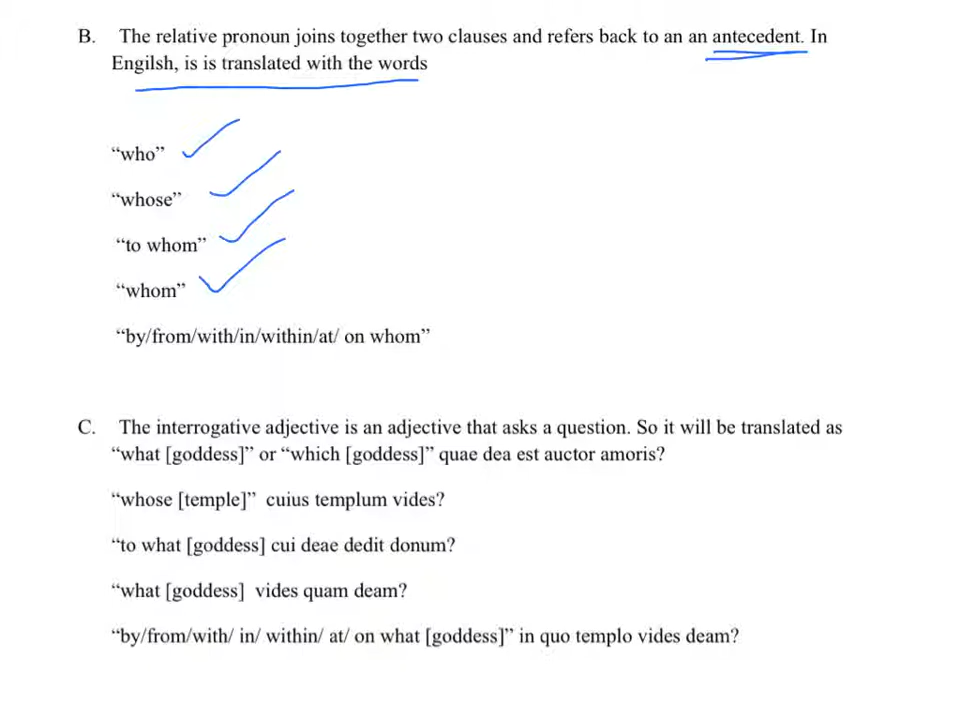 B. The relative pronoun joins together two clauses and refers back to an an antecedent. In
Engilsh, is is translated with the words
“who”
“whose”
“to whom”
“whom”
“by/from/with/in/within/at/ on whom”
C. The interrogative adjective is an adjective that asks a question. So it will be translated as
“what [goddess]” or “which [goddess]” quae dea est auctor amoris?
“whose [temple]” cuius templum vides?
“to what [goddess] cui deae dedit donum?
“what [goddess] vides quam deam?
“by/from/with/ in/ within/ at/ on what [goddess]” in quo templo vides deam?